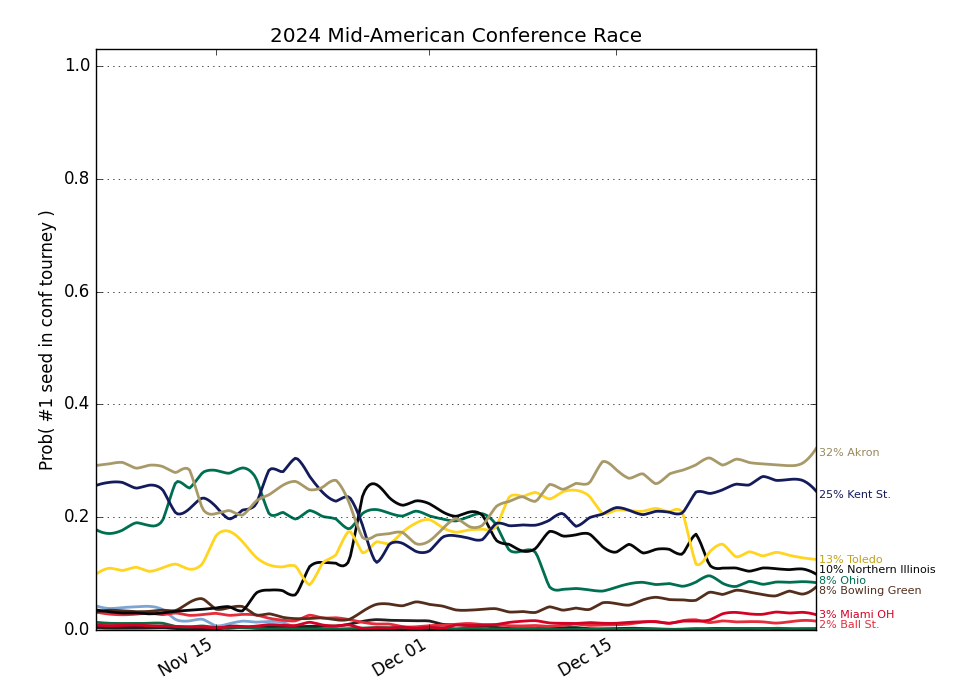 2024 Mid-American Conference Race
Prob( #1 seed in conf tourney )
1.0
0.8
0.6
0.4
0.2
0.0
Nov 15
Dec 01
Dec 15
32% Akron
23% Kent St.
13% Toledo
10% Northern Illinois
8% Ohio
8% Bowling Green
3% Miami OH
2% Ball St.